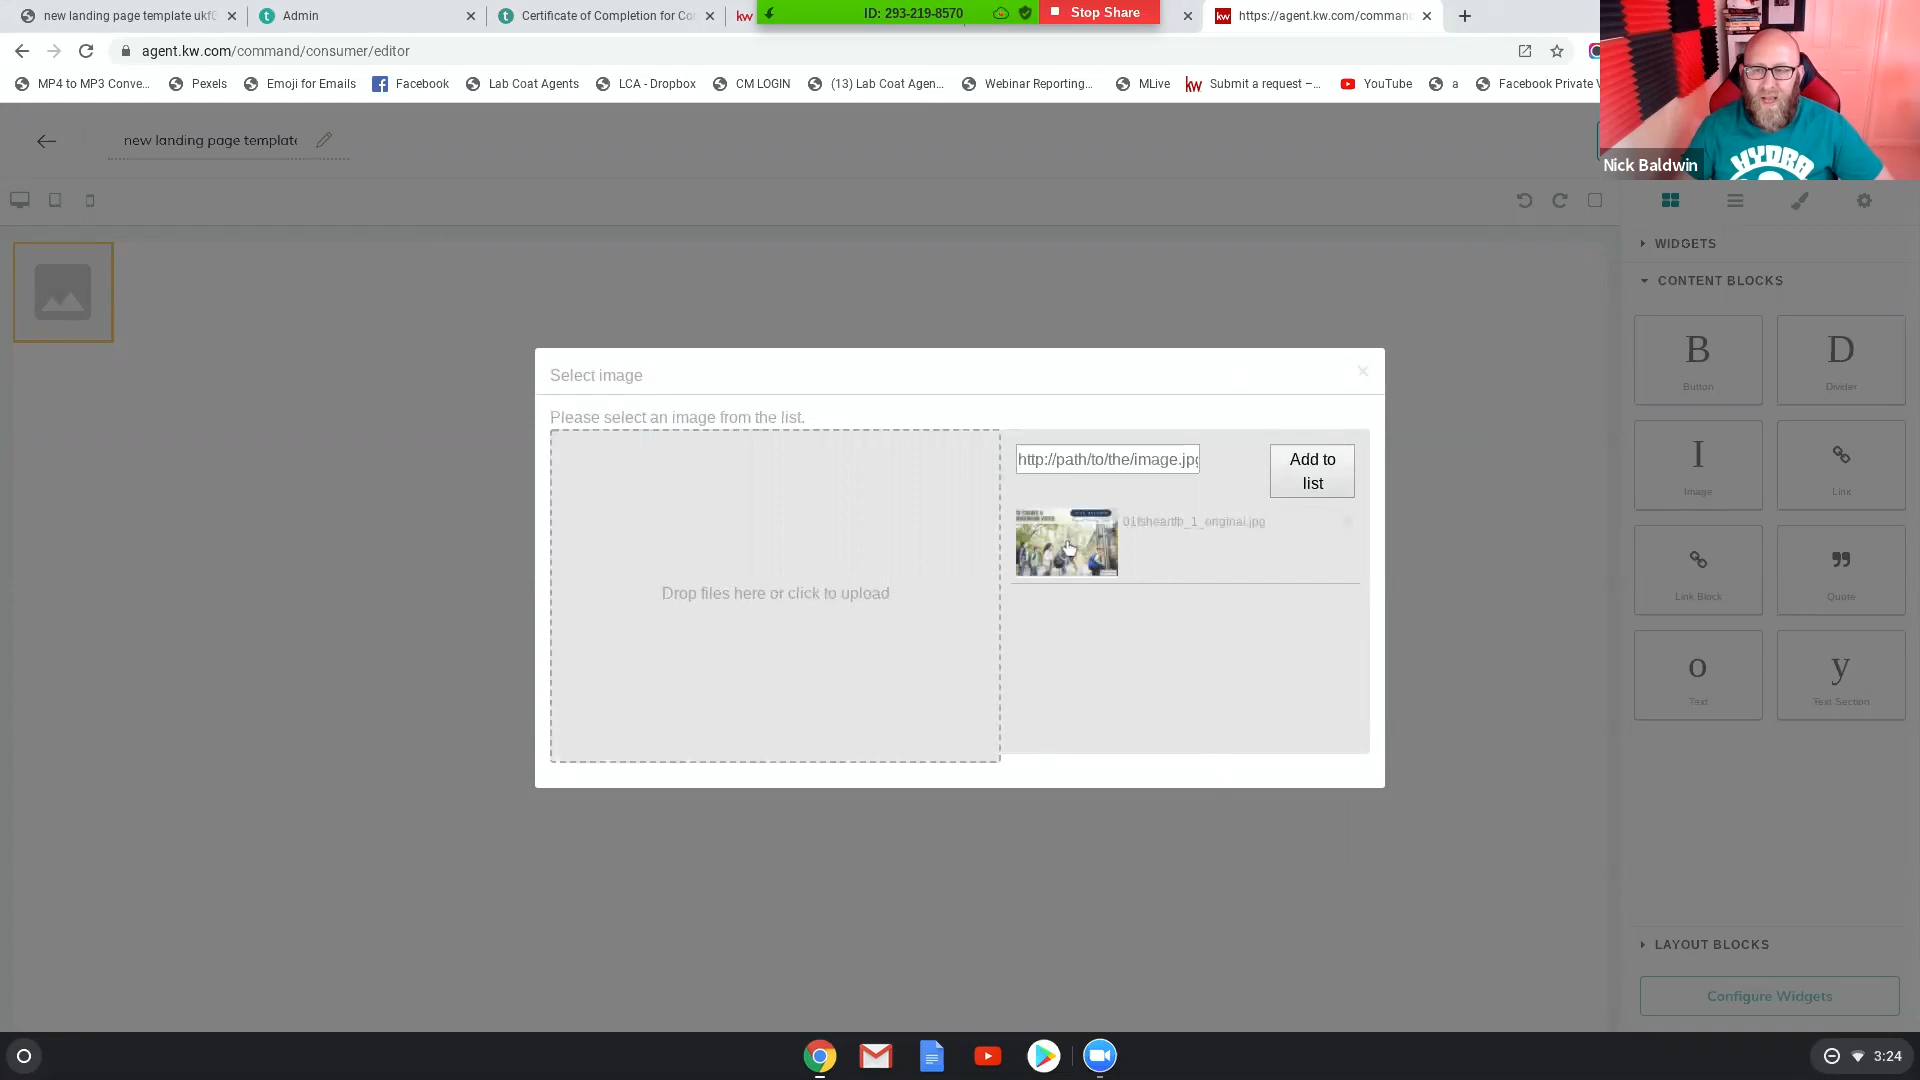 new landing page template ukf
Admin
Certificate of Completion for Co
kw
ID: 293-219-8570
Stop Share
kw
https://agent.kw.com/comman
agent.kw.com/command/consumer/editor
MP4 to MP3 Conve...
Pexels
Emoji for Emails
Facebook
Lab Coat Agents
LCA - Dropbox
CM LOGIN
(13) Lab Coat Agen...
Webinar Reporting...
MLive
kw
Submit a request –...
YouTube
a
Facebook Private V
HYDRA
Nick Baldwin
new landing page template
WIDGETS
CONTENT BLOCKS
B
Button
D
Divider
I
Image
Link
Link Block
Quote
o
Text
y
Text Section
LAYOUT BLOCKS
Configure Widgets
Select image
Please select an image from the list.
Drop files here or click to upload
http://path/to/the/image.jpg
Add to
list
3:24